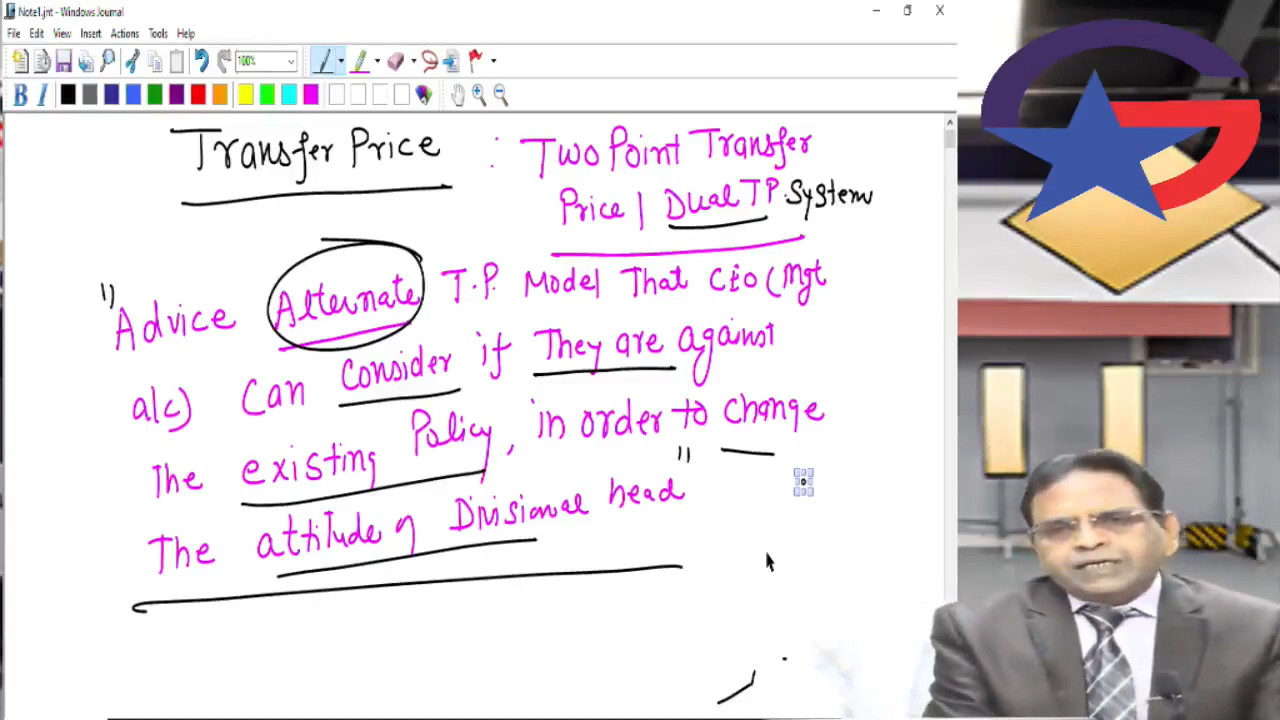 Note1.jnt - Windows Journal
File Edit View Insert Actions Tools Help
100%
B I
Transfer Price : Two Point Transfer
Price | Dual TP. System
1)
Advice Alternate T.P. Model That CEO (Mgt
a/c) Can Consider if They are against
The existing Policy, in order to change
The attitude of Divisional head "